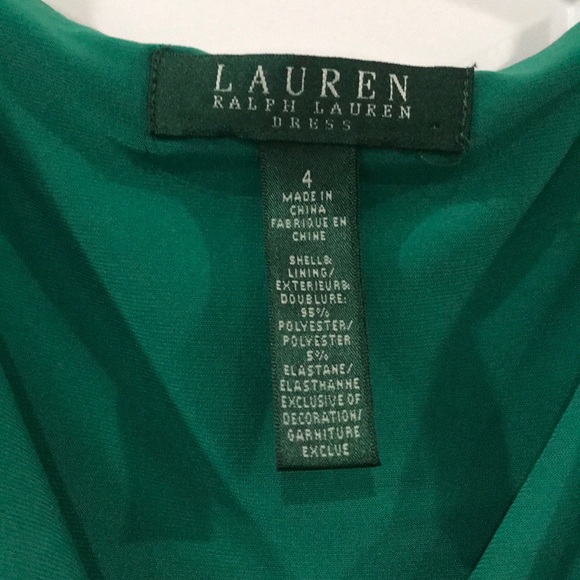 LAUREN
RALPH LAUREN
DRESS
4
MADE IN
CHINA
FABRIQUE EN
CHINE
SHELL&
LINING/
EXTERIEUR&
DOUBLURE:
95%
POLYESTER/
POLYESTER
5%
ELASTANE/
ELASTHANNE
EXCLUSIVE OF
DECORATION/
GARNITURE
EXCLUE